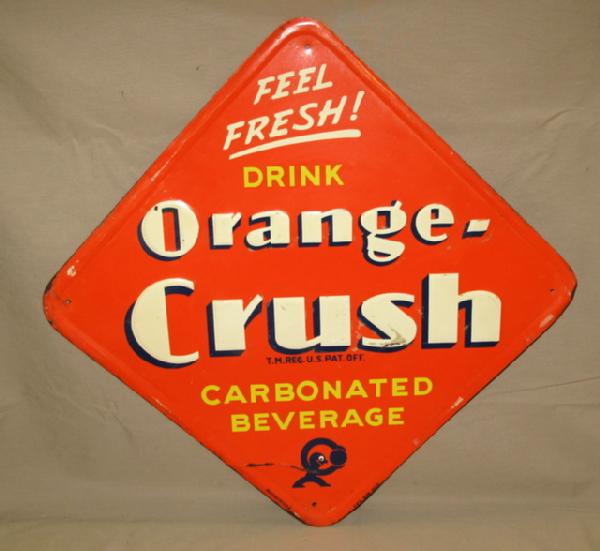 FEEL
FRESH!
DRINK
Orange-
Crush
T.M.REG.U.S.PAT.OFF.
CARBONATED
BEVERAGE